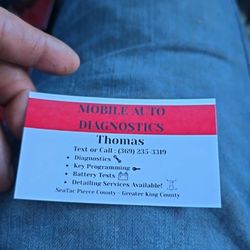 MOBILE AUTO
DIAGNOSTICS
Thomas
Text or Call : (369) 235-3319
• Diagnostics
• Key Programming
• Battery Tests
• Detailing Services Available!
SeaTac Pierce County - Greater King County